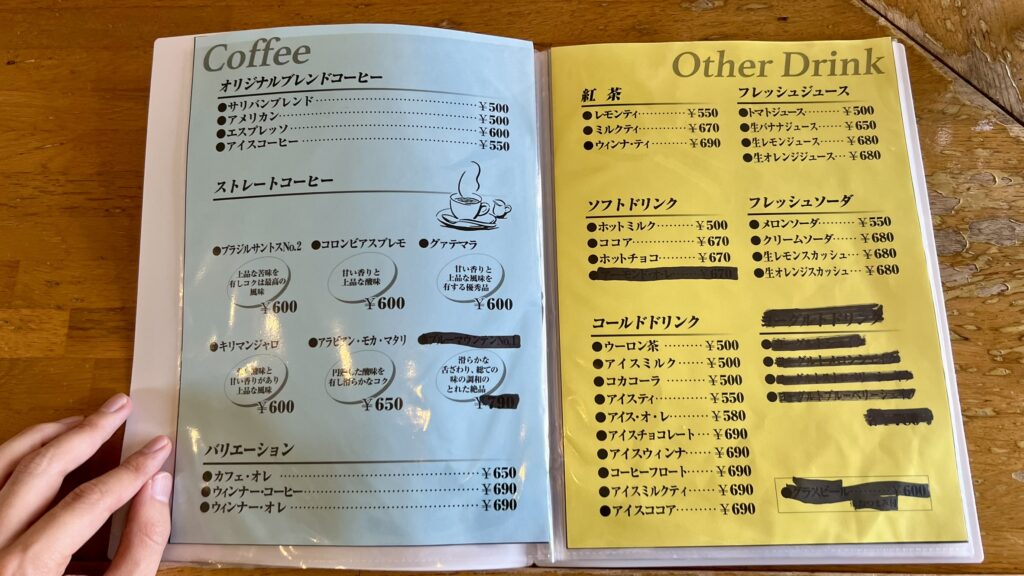 Coffee
オリジナルブレンドコーヒー
●サリバンブレンド ¥500
●アメリカン ¥500
●エスプレッソ ¥600
●アイスコーヒー ¥550
ストレートコーヒー
●ブラジルサントスNo.2 ●コロンビアスプレモ ●グァテマラ
上品な苦味を
有しコクは最高の
風味
¥600
甘い香りと
上品な酸味
¥600
甘い香りと
上品な風味を
有する優秀品
¥600
●キリマンジャロ ●アラビアン・モカ・マタリ
酸味と
甘い香りがあり
上品な風味
¥600
した酸味を
有し滑らかなコク
¥650
滑らかな
舌ざわり、総ての
味の調和の
とれた絶品
¥790
バリエーション
●カフェ・オレ ¥650
●ウィンナー・コーヒー ¥690
●ウィンナー・オレ ¥690
Other Drink
紅茶
●レモンティ ¥550
●ミルクティ ¥670
●ウィンナ・ティ ¥690
フレッシュジュース
●トマトジュース ¥500
●生バナナジュース ¥650
●生レモンジュース ¥680
●生オレンジジュース ¥680
ソフトドリンク
●ホットミルク ¥500
●ココア ¥670
●ホットチョコ ¥670
¥670
フレッシュソーダ
●メロンソーダ ¥550
●クリームソーダ ¥680
●生レモンスカッシュ ¥680
●生オレンジスカッシュ ¥680
コールドドリンク
●ウーロン茶 ¥500
●アイスミルク ¥500
●コカコーラ ¥500
●アイスティ ¥550
●アイス・オ・レ ¥580
●アイスチョコレート ¥690
●アイスウィンナ ¥690
●コーヒーフロート ¥690
●アイスミルクティ ¥690
●アイスココア ¥690
●グラスビール ¥600